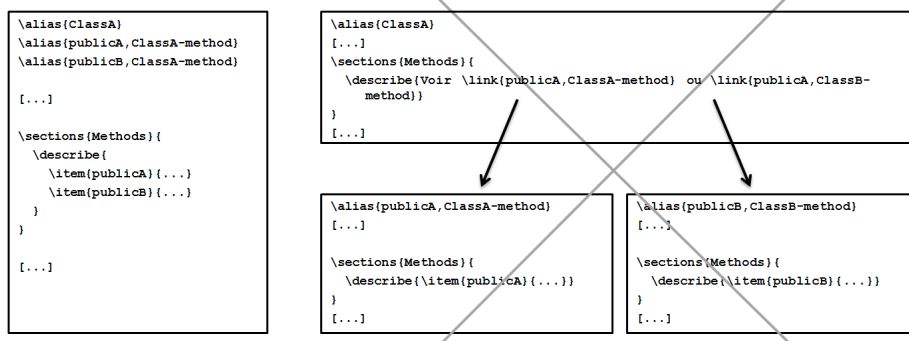 \alias{ClassA}
\alias{publicA,ClassA-method}
\alias{publicB,ClassA-method}
[...]
\sections{Methods}{
\describe{
\item{publicA}{...}
\item{publicB}{...}
}
}
[...]
\alias{ClassA}
[...]
\sections{Methods}{
\describe{Voir \link{publicA,ClassA-method} ou \link{publicA,ClassB-
method}}
}
[...]
\alias{publicA,ClassA-method}
[...]
\sections{Methods}{
\describe{\item{publicA}{...}}
}
[...]
\alias{publicB,ClassB-method}
[...]
\sections{Methods}{
\describe{\item{publicB}{...}}
}
[...]